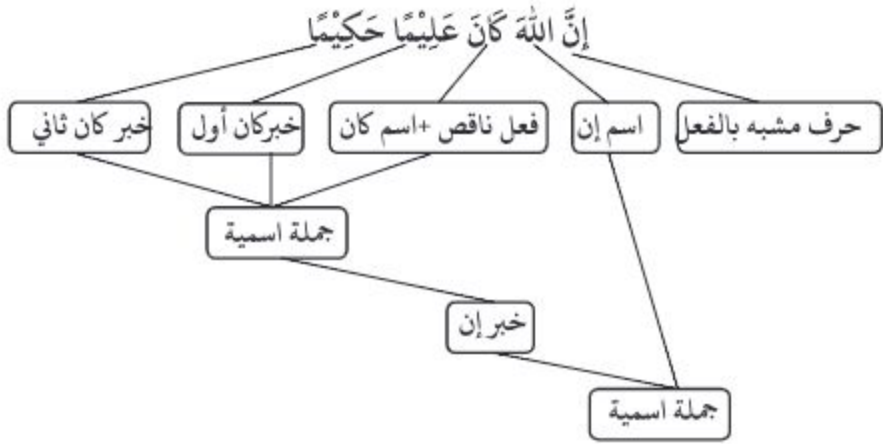 إِنَّ اللهَ كَانَ عَلِيْمًا حَكِيْمًا
حرف مشبه بالفعل
اسم إن
فعل ناقص +اسم كان
خبركان أول
خبر كان ثاني
جملة اسمية
خبر إن
جملة اسمية